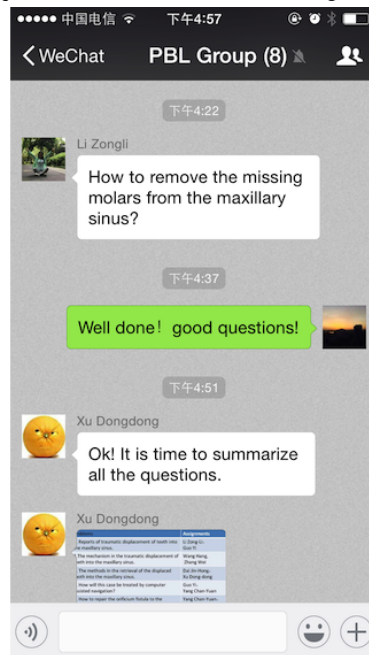 中国电信 下午4:57
WeChat PBL Group (8)
下午4:22
Li Zongli
How to remove the missing
molars from the maxillary
sinus?
下午4:37
Well done！good questions!
下午4:51
Xu Dongdong
Ok! It is time to summarize
all the questions.
Xu Dongdong
Assignments
Reports of traumatic displacement of tooth into
the maxillary sinus.
Li Zong-Li,
Guo Yi.
The mechanism in the traumatic displacement of
teeth into the maxillary sinus.
Wang Hang,
Zhang Wei
The methods in the retrieval of the displaced
teeth into the maxillary sinus.
Dai Jin-Hang,
Xu Dong-dong
How will this case be treated by computer
assisted navigation?
Guo Yi,
Yang Chen-Yuan
How to repair the orificium fistula to the
Yang Chen-Yuan,